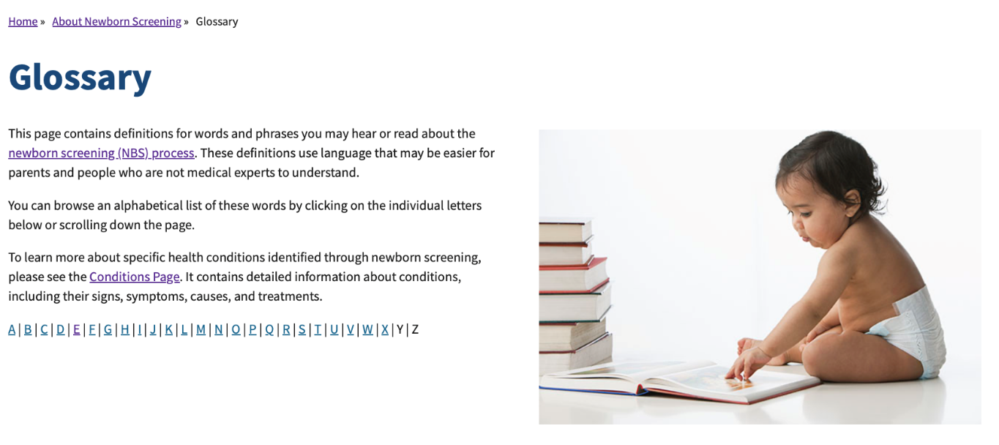 Home » About Newborn Screening » Glossary
Glossary
This page contains definitions for words and phrases you may hear or read about the
newborn screening (NBS) process. These definitions use language that may be easier for
parents and people who are not medical experts to understand.
You can browse an alphabetical list of these words by clicking on the individual letters
below or scrolling down the page.
To learn more about specific health conditions identified through newborn screening,
please see the Conditions Page. It contains detailed information about conditions,
including their signs, symptoms, causes, and treatments.
A | B | C | D | E | F | G | H | I | J | K | L | M | N | O | P | Q | R | S | T | U | V | W | X | Y | Z